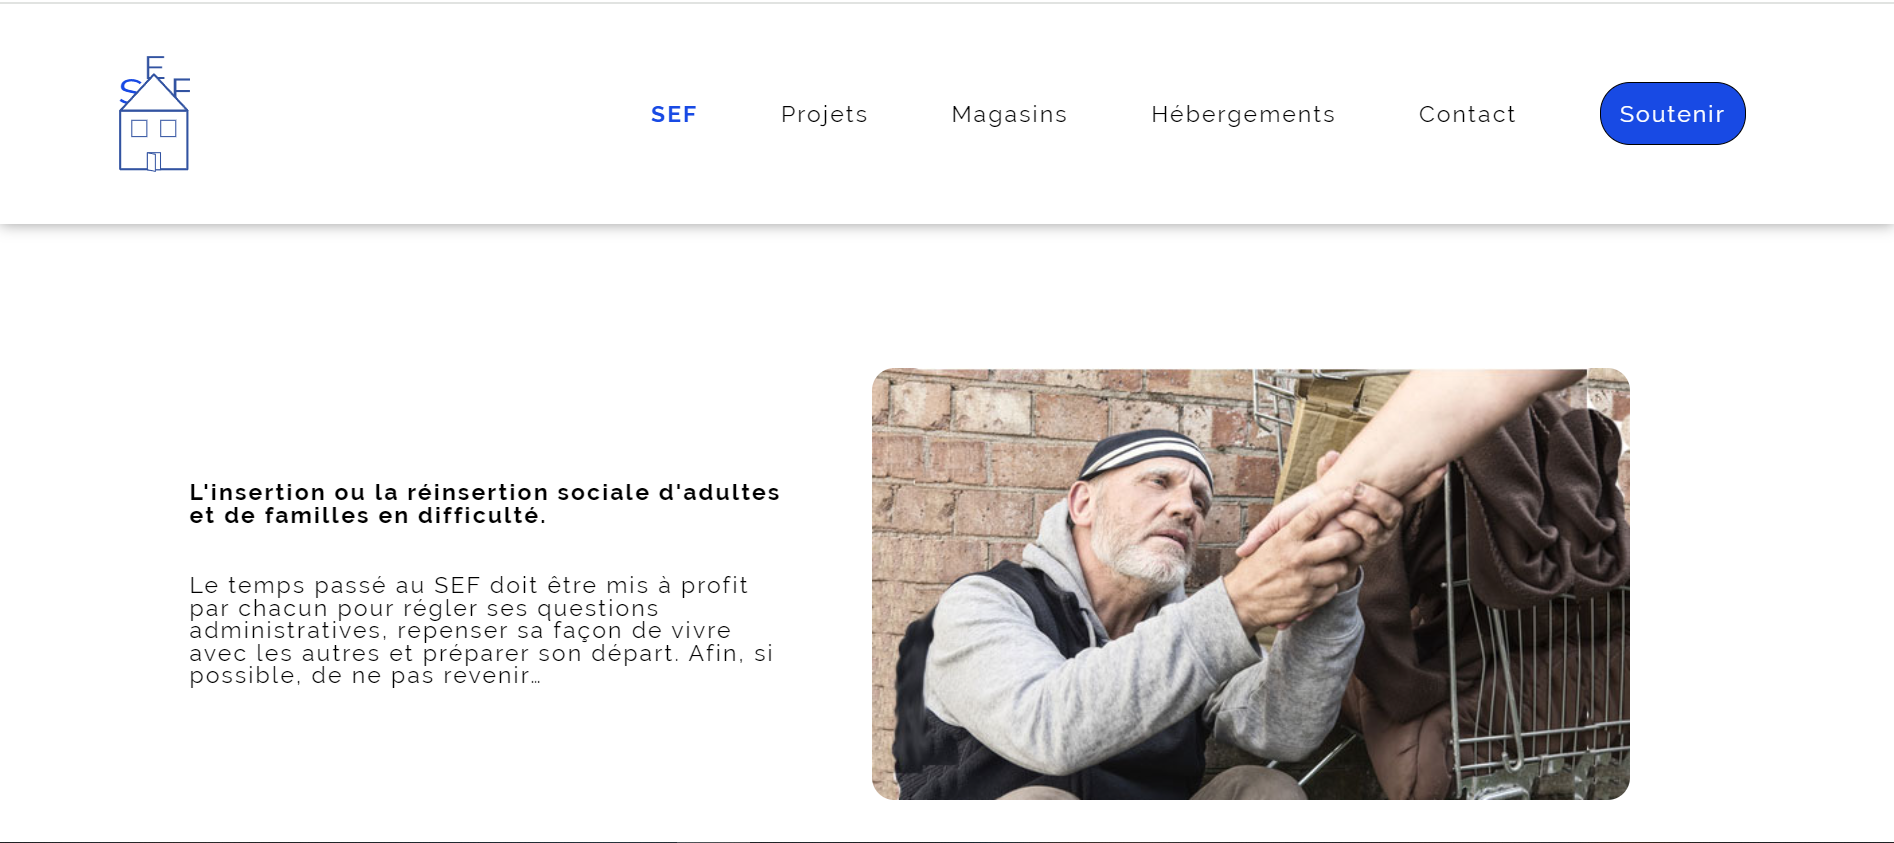 SEF
SEF
Projets
Magasins
Hébergements
Contact
Soutenir
L'insertion ou la réinsertion sociale d'adultes
et de familles en difficulté.
Le temps passé au SEF doit être mis à profit
par chacun pour régler ses questions
administratives, repenser sa façon de vivre
avec les autres et préparer son départ. Afin, si
possible, de ne pas revenir…